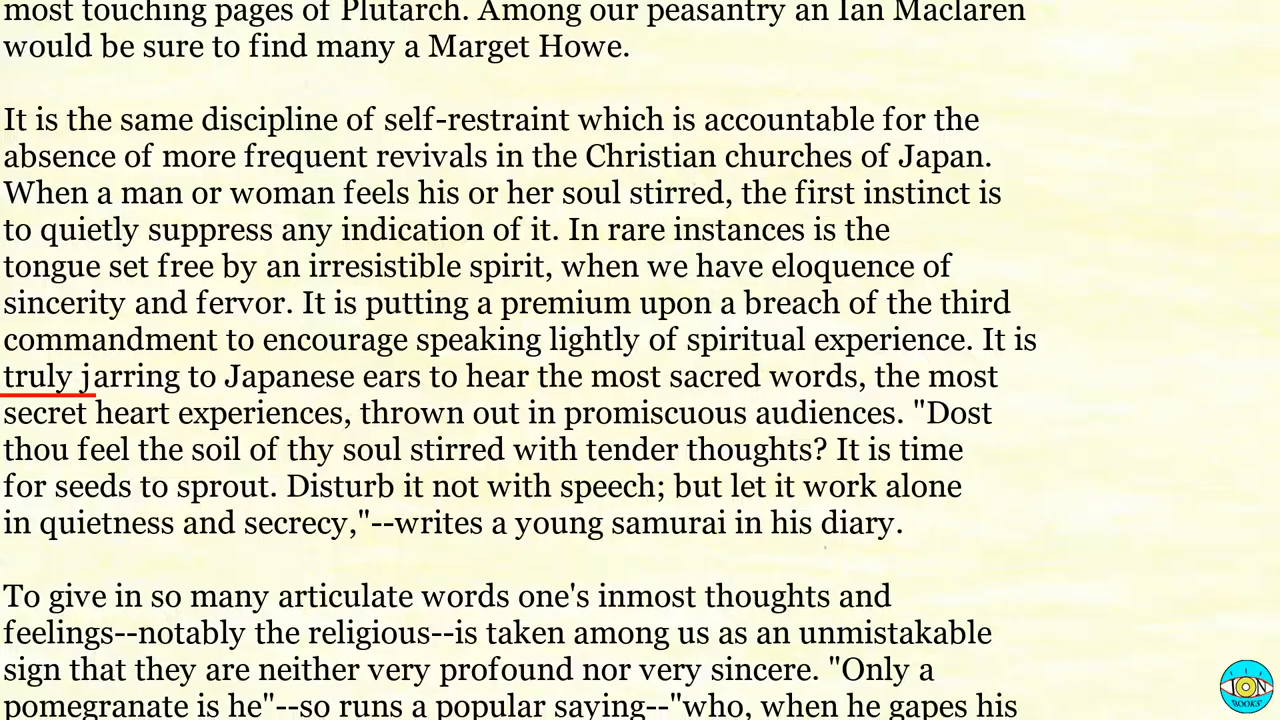 most touching pages of Plutarch. Among our peasantry an Ian Maclaren
would be sure to find many a Marget Howe.
It is the same discipline of self-restraint which is accountable for the
absence of more frequent revivals in the Christian churches of Japan.
When a man or woman feels his or her soul stirred, the first instinct is
to quietly suppress any indication of it. In rare instances is the
tongue set free by an irresistible spirit, when we have eloquence of
sincerity and fervor. It is putting a premium upon a breach of the third
commandment to encourage speaking lightly of spiritual experience. It is
truly jarring to Japanese ears to hear the most sacred words, the most
secret heart experiences, thrown out in promiscuous audiences. "Dost
thou feel the soil of thy soul stirred with tender thoughts? It is time
for seeds to sprout. Disturb it not with speech; but let it work alone
in quietness and secrecy,"--writes a young samurai in his diary.
To give in so many articulate words one's inmost thoughts and
feelings--notably the religious--is taken among us as an unmistakable
sign that they are neither very profound nor very sincere. "Only a
pomegranate is he"--so runs a popular saying--"who, when he gapes his
ION
BOOKS